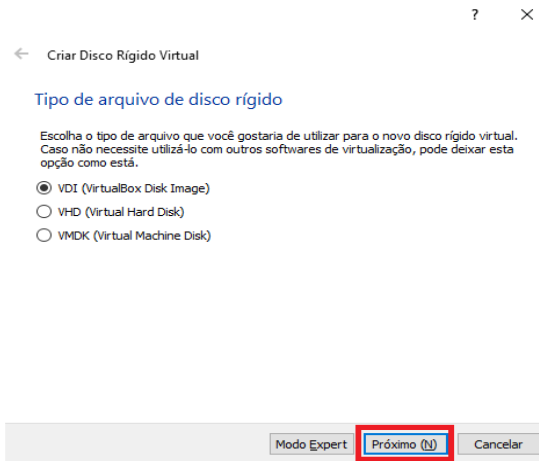 ?
Criar Disco Rígido Virtual
Tipo de arquivo de disco rígido
Escolha o tipo de arquivo que você gostaria de utilizar para o novo disco rígido virtual.
Caso não necessite utilizá-lo com outros softwares de virtualização, pode deixar esta
opção como está.
VDI (VirtualBox Disk Image)
VHD (Virtual Hard Disk)
VMDK (Virtual Machine Disk)
Modo Expert Próximo (N) Cancelar